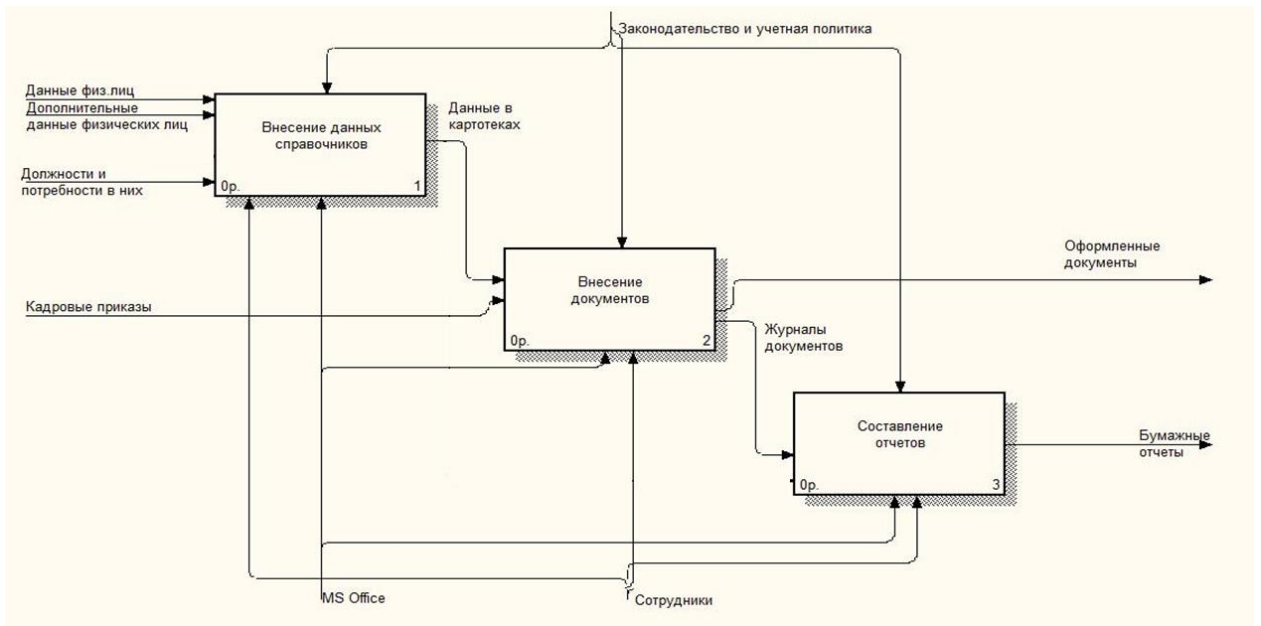 Законодательство и учетная политика
Данные физ.лиц
Дополнительные
данные физических лиц
Должности и
потребности в них
Внесение данных
справочников
0р.
1
Данные в
картотеках
Кадровые приказы
Внесение
документов
0р.
2
Оформленные
документы
Журналы
документов
Составление
отчетов
0р.
3
Бумажные
отчеты
MS Office
Сотрудники